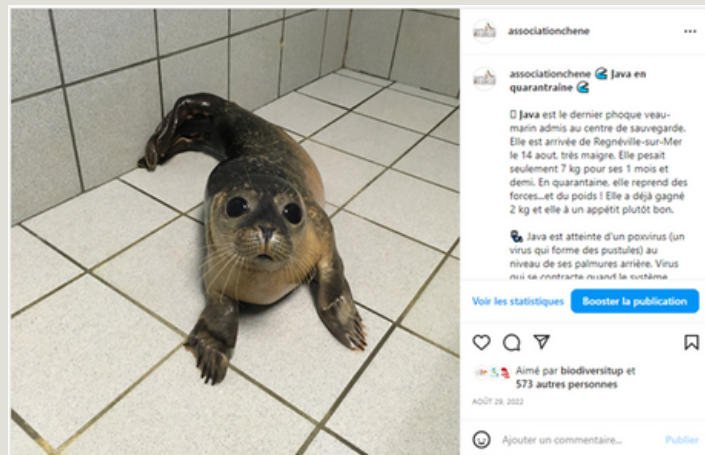 associationchene
associationchene Java en
quarantraîne
Java est le dernier phoque veau-
marin admis au centre de sauvegarde.
Elle est arrivée de Regnéville-sur-Mer
le 14 aout, très maigre. Elle pesait
seulement 7 kg pour ses 1 mois et
demi. En quarantaine, elle reprend des
forces...et du poids ! Elle a déjà gagné
2 kg et elle à un appétit plutôt bon.
Java est atteinte d'un poxvirus (un
virus qui forme des pustules) au
niveau de ses palmures arrière. Virus
qui se contracte quand le système
Voir les statistiques
Booster la publication
Aimé par biodiversitup et
573 autres personnes
AOÛT 29, 2022
Ajouter un commentaire...
Publier